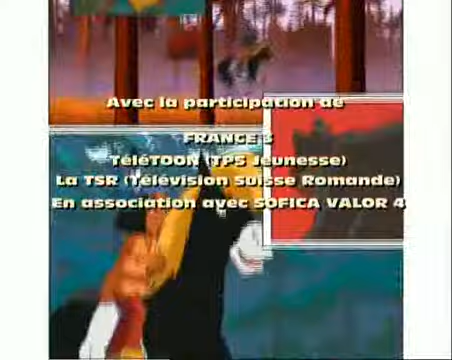 Avec la participation de
FRANCE 3
TéléTOON (TPS Jeunesse)
La TSR (Télévision Suisse Romande)
En association avec SOFICA VALOR 4